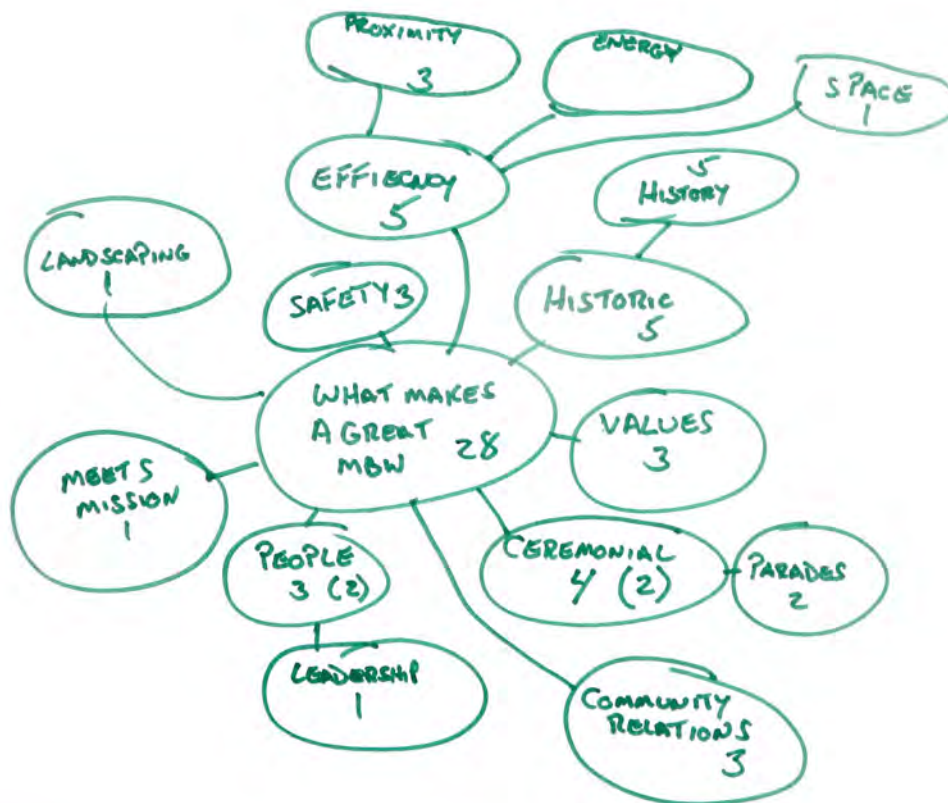 PROXIMITY
3
ENERGY
SPACE
1
EFFIECNCY
5
5
HISTORY
LANDSCAPING
1
SAFETY 3
HISTORIC
5
WHAT MAKES
A GREAT
MBW 28
VALUES
3
MEETS
MISSION
1
PEOPLE
3 (2)
CEREMONIAL
4 (2)
PARADES
2
LEADERSHIP
1
COMMUNITY
RELATIONS
3